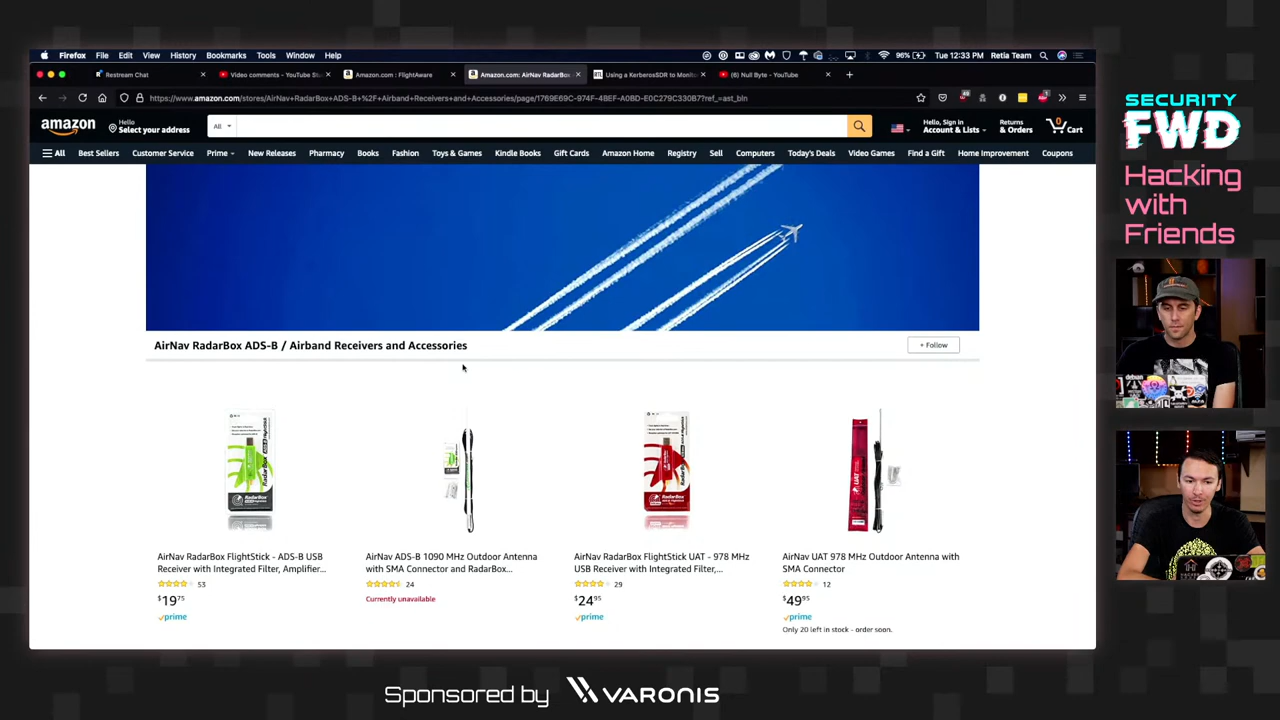 Firefox File Edit View History Bookmarks Tools Window Help
96% Tue 12:33 PM Retia Team
Restream Chat
Video comments - YouTube Stu
Amazon.com : FlightAware
Amazon.com: AirNav RadarBox
Using a KerberosSDR to Monito
(6) Null Byte - YouTube
https://www.amazon.com/stores/AirNav+RadarBox+ADS-B+%2F+Airband+Receivers+and+Accessories/page/1769E69C-974F-4BEF-A0BD-E0C279C330B7?ref_=ast_bln
amazon
Hello
Select your address
All
Hello, Sign in
Account & Lists
Returns
& Orders
0
Cart
All Best Sellers Customer Service Prime New Releases Pharmacy Books Fashion Toys & Games Kindle Books Gift Cards Amazon Home Registry Sell Computers Today's Deals Video Games Find a Gift Home Improvement Coupons
AirNav RadarBox ADS-B / Airband Receivers and Accessories
+ Follow
AirNav RadarBox FlightStick - ADS-B USB
Receiver with Integrated Filter, Amplifier...
53
$1975
prime
AirNav ADS-B 1090 MHz Outdoor Antenna
with SMA Connector and RadarBox...
24
Currently unavailable
AirNav RadarBox FlightStick UAT - 978 MHz
USB Receiver with Integrated Filter,...
29
$2495
prime
AirNav UAT 978 MHz Outdoor Antenna with
SMA Connector
12
$4995
prime
Only 20 left in stock - order soon.
SECURITY
FWD
Hacking
with
Friends
debian
Sponsored by VARONIS